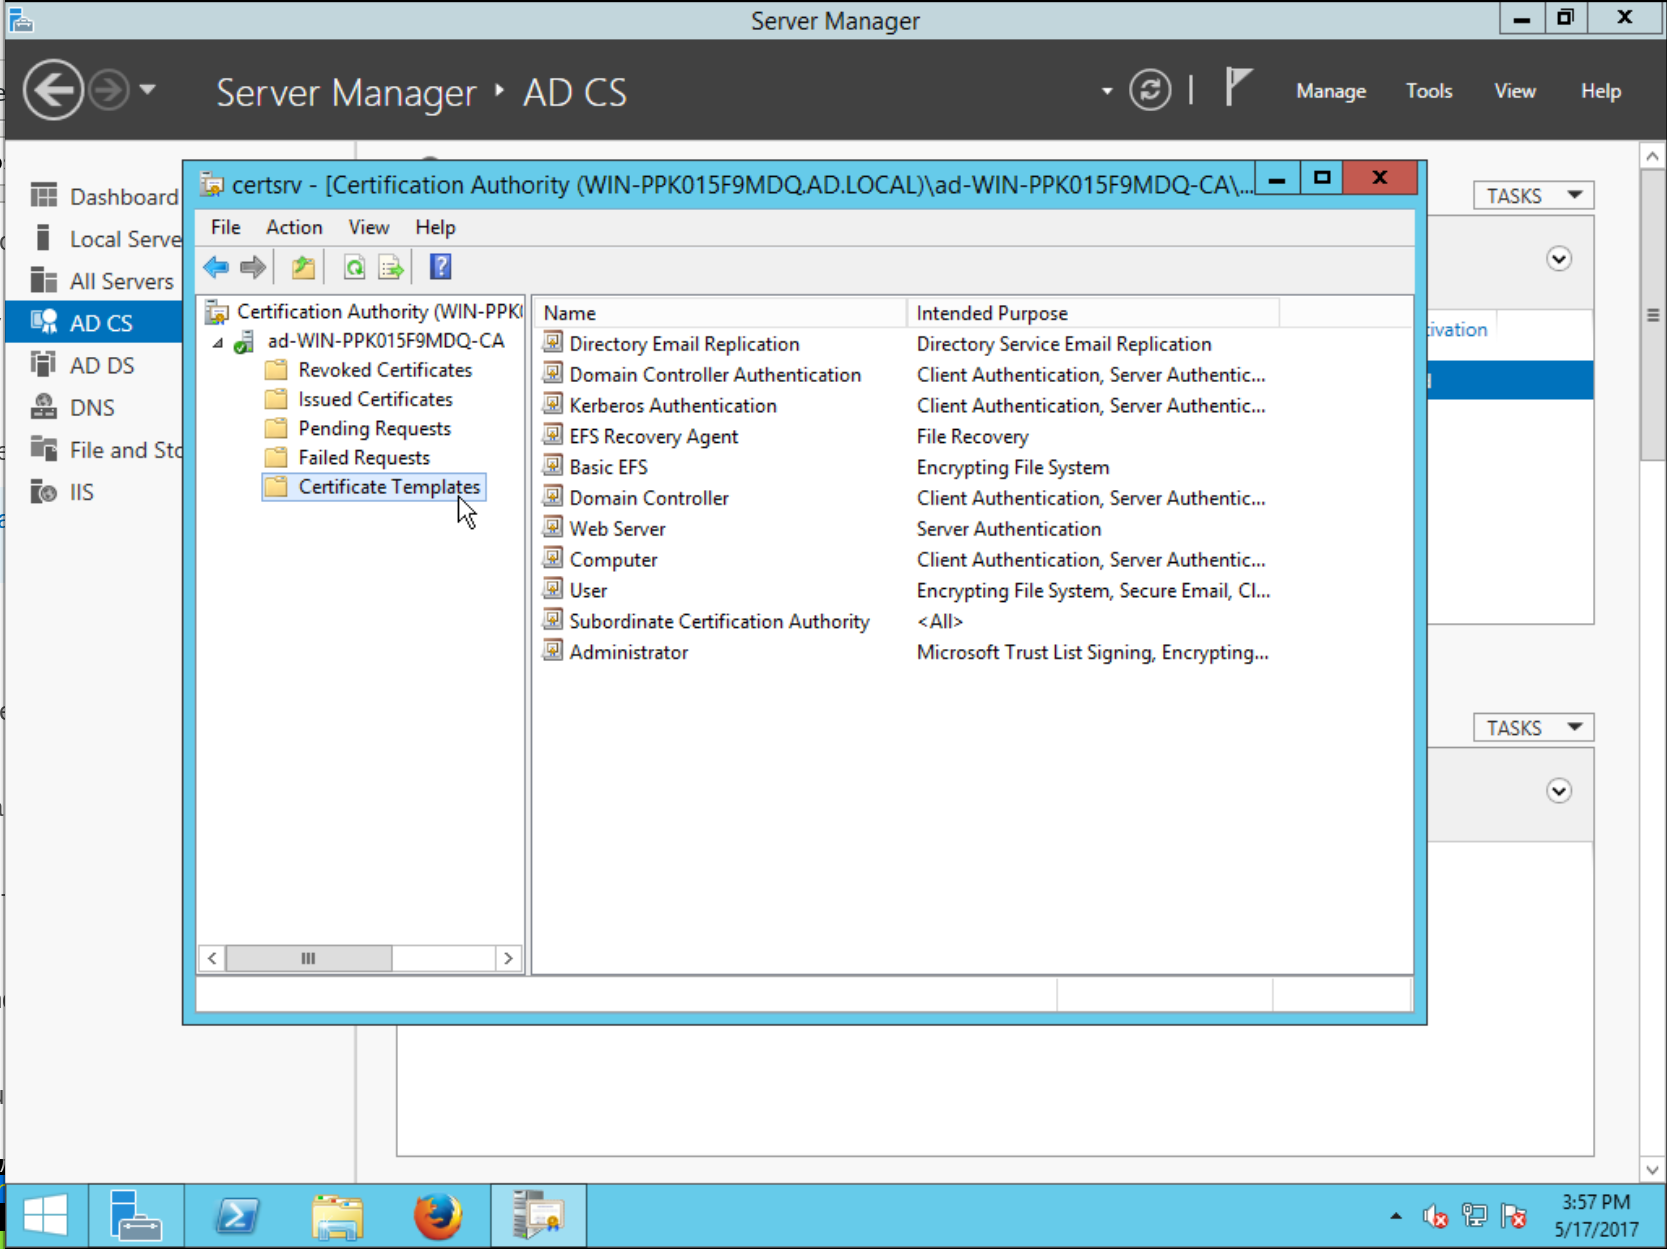 Server Manager
Server Manager ‣ AD CS
Manage Tools View Help
Dashboard
Local Serve
All Servers
AD CS
AD DS
DNS
File and Sto
IIS
TASKS
certsrv - [Certification Authority (WIN-PPK015F9MDQ.AD.LOCAL)\ad-WIN-PPK015F9MDQ-CA\...
File Action View Help
Certification Authority (WIN-PPK
ad-WIN-PPK015F9MDQ-CA
Revoked Certificates
Issued Certificates
Pending Requests
Failed Requests
Certificate Templates
Name Intended Purpose
Directory Email Replication Directory Service Email Replication
Domain Controller Authentication Client Authentication, Server Authentic...
Kerberos Authentication Client Authentication, Server Authentic...
EFS Recovery Agent File Recovery
Basic EFS Encrypting File System
Domain Controller Client Authentication, Server Authentic...
Web Server Server Authentication
Computer Client Authentication, Server Authentic...
User Encrypting File System, Secure Email, Cl...
Subordinate Certification Authority <All>
Administrator Microsoft Trust List Signing, Encrypting...
ivation
TASKS
3:57 PM
5/17/2017